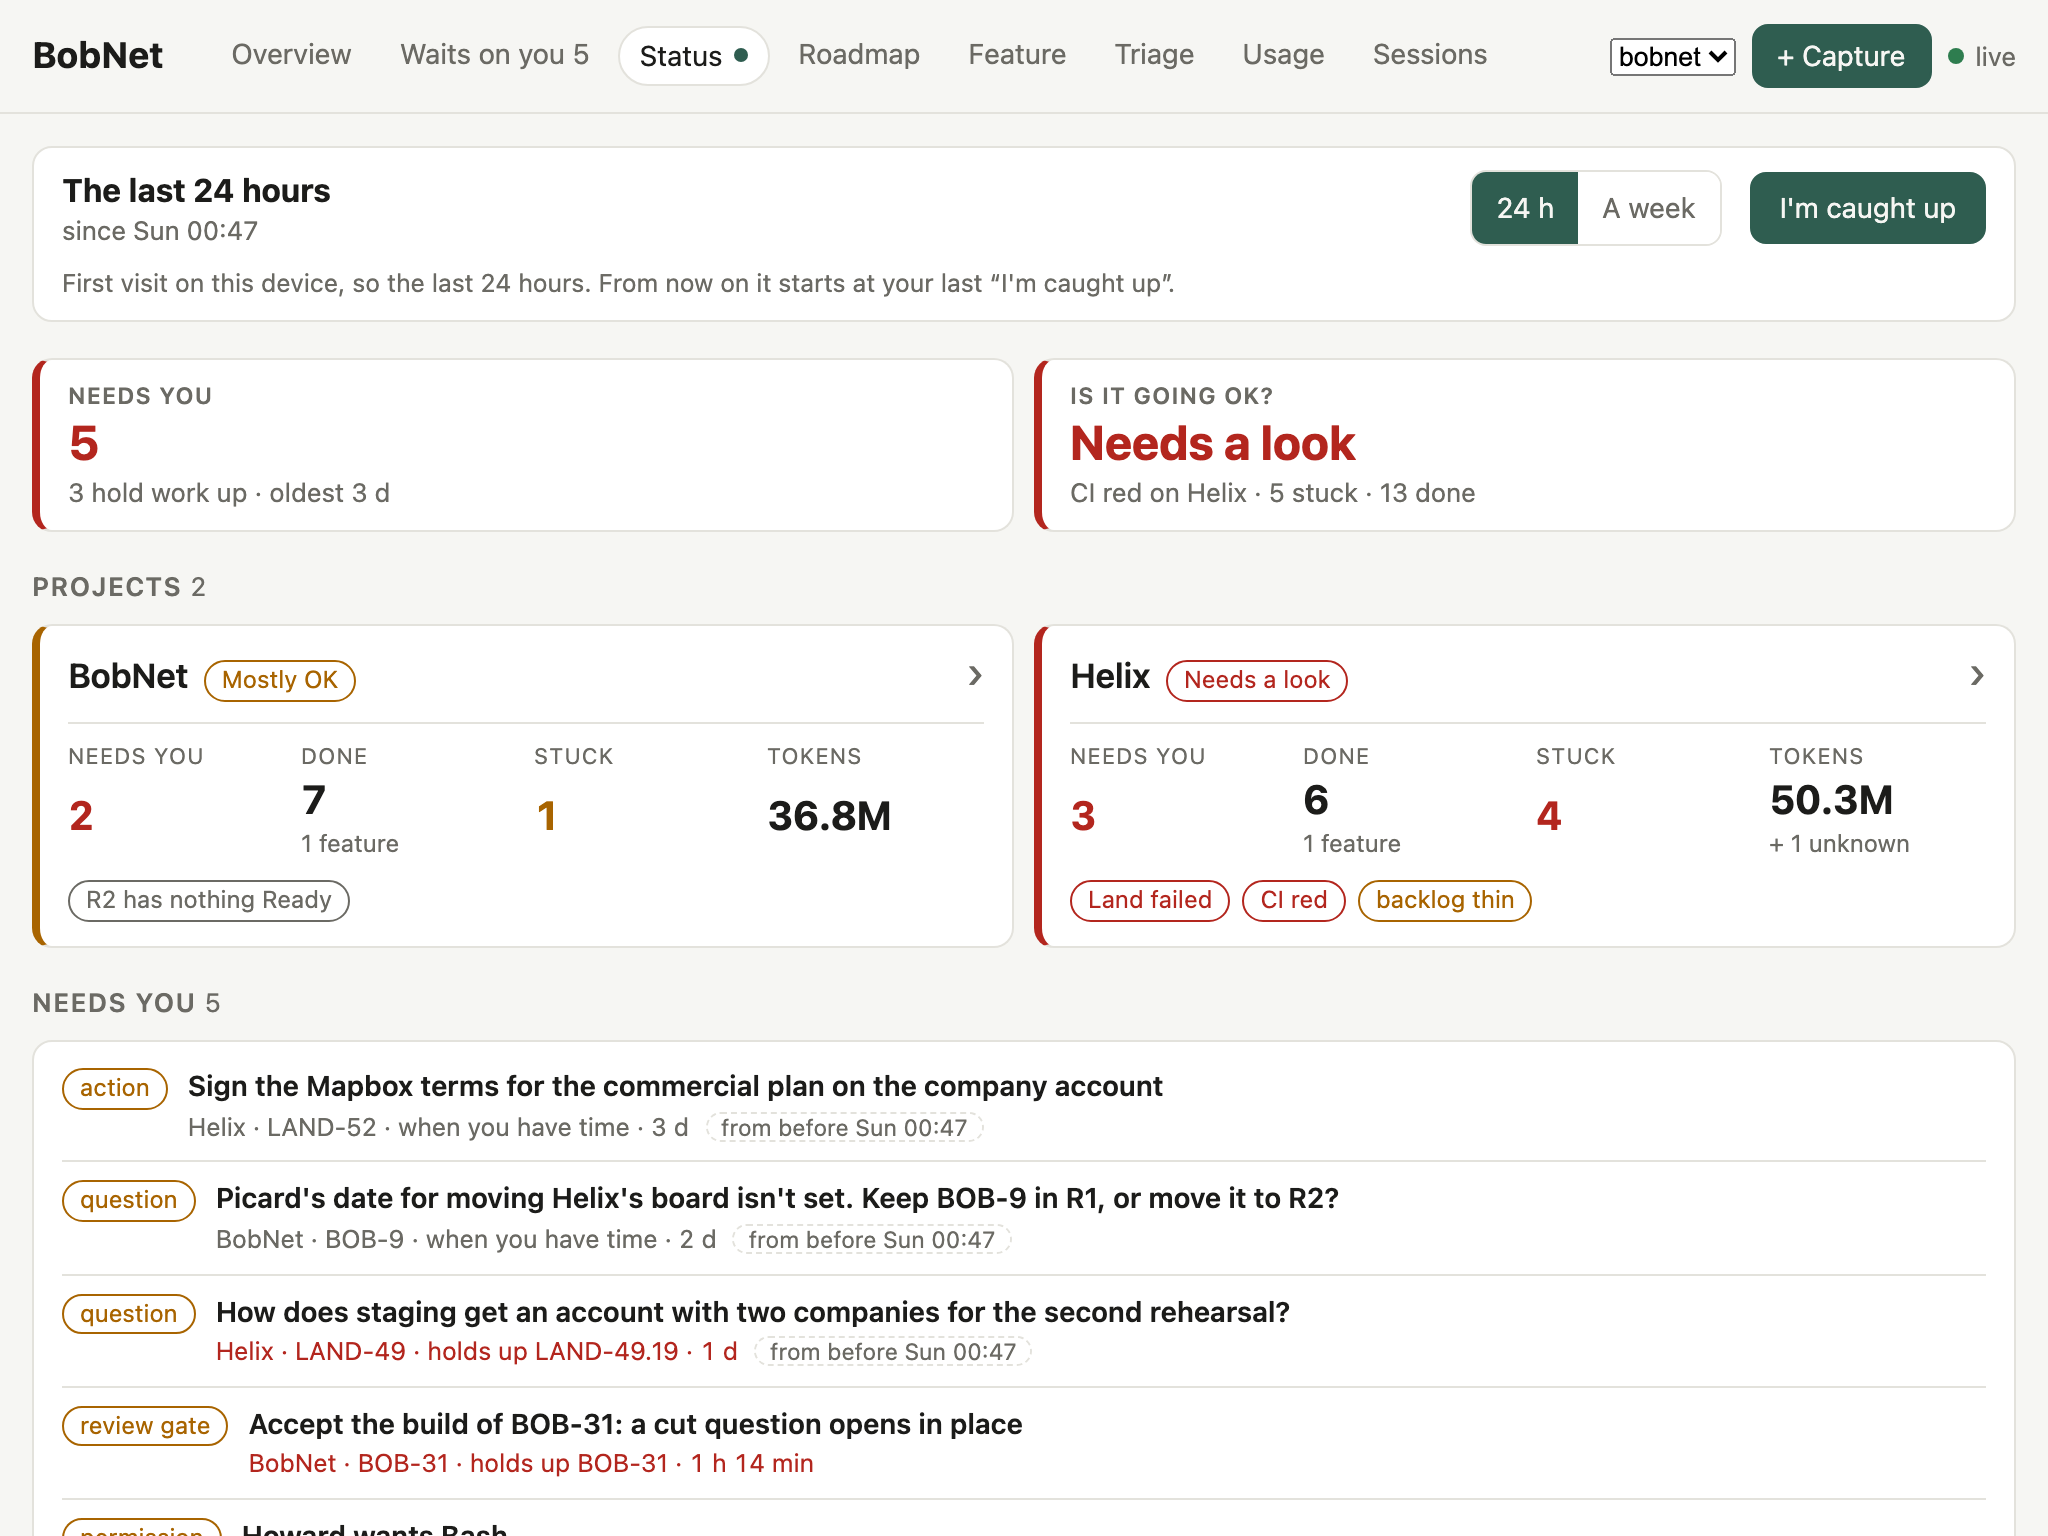 BobNet
Overview
Waits on you 5
Status
Roadmap
Feature
Triage
Usage
Sessions
bobnet
+ Capture
live
The last 24 hours
since Sun 00:47
24 h
A week
I'm caught up
First visit on this device, so the last 24 hours. From now on it starts at your last “I'm caught up”.
NEEDS YOU
5
3 hold work up · oldest 3 d
IS IT GOING OK?
Needs a look
CI red on Helix · 5 stuck · 13 done
PROJECTS 2
BobNet
Mostly OK
NEEDS YOU
2
DONE
7
1 feature
STUCK
1
TOKENS
36.8M
R2 has nothing Ready
Helix
Needs a look
NEEDS YOU
3
DONE
6
1 feature
STUCK
4
TOKENS
50.3M
+ 1 unknown
Land failed
CI red
backlog thin
NEEDS YOU 5
action
Sign the Mapbox terms for the commercial plan on the company account
Helix · LAND-52 · when you have time · 3 d
from before Sun 00:47
question
Picard's date for moving Helix's board isn't set. Keep BOB-9 in R1, or move it to R2?
BobNet · BOB-9 · when you have time · 2 d
from before Sun 00:47
question
How does staging get an account with two companies for the second rehearsal?
Helix · LAND-49 · holds up LAND-49.19 · 1 d
from before Sun 00:47
review gate
Accept the build of BOB-31: a cut question opens in place
BobNet · BOB-31 · holds up BOB-31 · 1 h 14 min
permission
Howard wants Bash